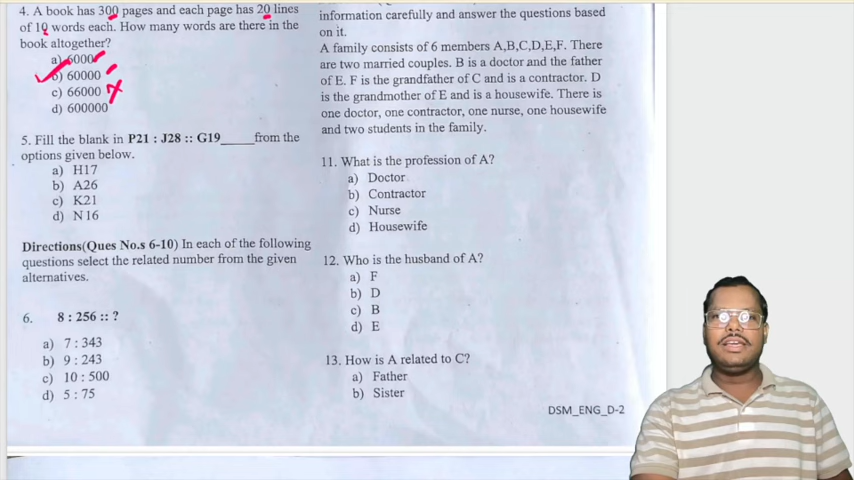 4. A book has 300 pages and each page has 20 lines
of 10 words each. How many words are there in the
book altogether?
a) 6000
b) 60000
c) 66000
d) 600000
5. Fill the blank in P21 : J28 :: G19_____from the
options given below.
a) H17
b) A26
c) K21
d) N16
Directions(Ques No.s 6-10) In each of the following
questions select the related number from the given
alternatives.
6. 8 : 256 :: ?
a) 7 : 343
b) 9 : 243
c) 10 : 500
d) 5 : 75
information carefully and answer the questions based
on it.
A family consists of 6 members A,B,C,D,E,F. There
are two married couples. B is a doctor and the father
of E. F is the grandfather of C and is a contractor. D
is the grandmother of E and is a housewife. There is
one doctor, one contractor, one nurse, one housewife
and two students in the family.
11. What is the profession of A?
a) Doctor
b) Contractor
c) Nurse
d) Housewife
12. Who is the husband of A?
a) F
b) D
c) B
d) E
13. How is A related to C?
a) Father
b) Sister
DSM_ENG_D-2